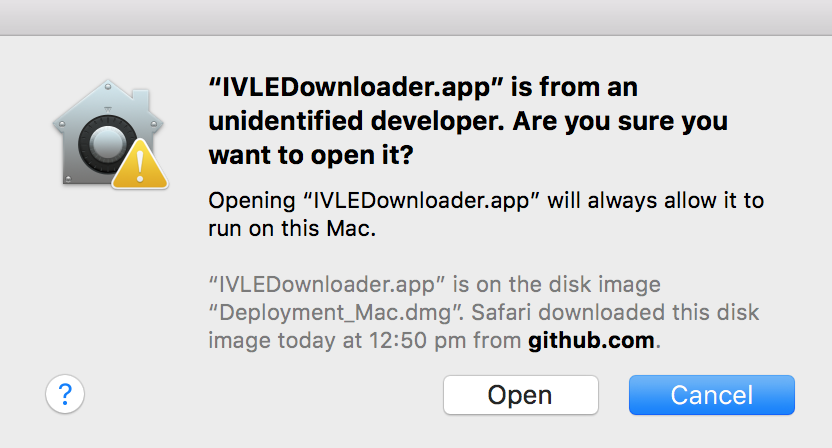 “IVLEDownloader.app” is from an
unidentified developer. Are you sure you
want to open it?
Opening “IVLEDownloader.app” will always allow it to
run on this Mac.
“IVLEDownloader.app” is on the disk image
“Deployment_Mac.dmg”. Safari downloaded this disk
image today at 12:50 pm from github.com.
?
Open
Cancel